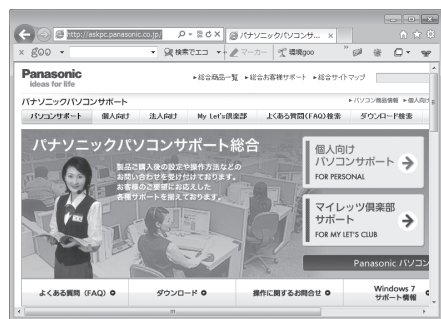 http://askpc.panasonic.co.jp/
パナソニックパソコンサ...
goo
検索でエコ
マーカー
環境goo
Panasonic
ideas for life
総合商品一覧
総合お客様サポート
総合サイトマップ
パナソニックパソコンサポート
パソコン商品情報
個人向け
パソコンサポート
個人向け
法人向け
My Let's倶楽部
よくある質問(FAQ)検索
ダウンロード検索
パナソニックパソコンサポート総合
製品ご購入後の設定や操作方法などの
お問い合わせを受け付けております。
お客様のご要望にお応えした
各種サポートを揃えております。
個人向け
パソコンサポート
FOR PERSONAL
マイレッツ倶楽部
サポート
FOR MY LET'S CLUB
Panasonic パソコン
よくある質問 (FAQ)
ダウンロード
操作に関するお問合せ
Windows 7
サポート情報